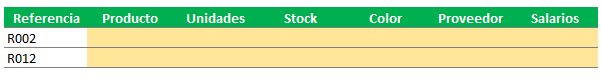 Referencia Producto Unidades Stock Color Proveedor Salarios
R002
R012